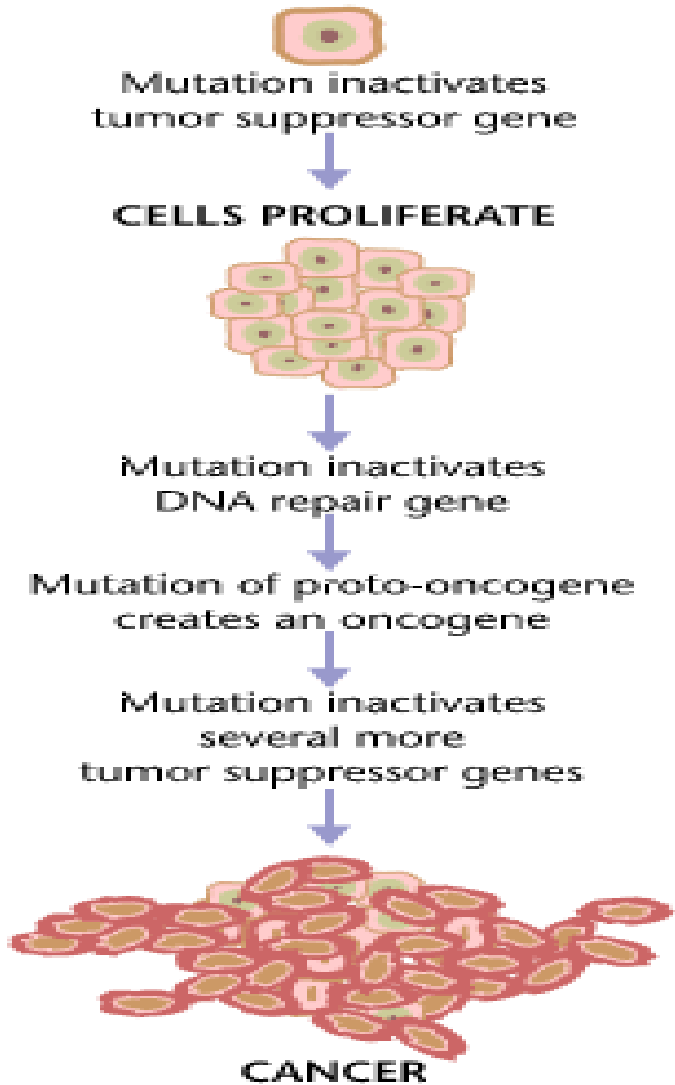 Mutation inactivates
tumor suppressor gene
CELLS PROLIFERATE
Mutation inactivates
DNA repair gene
Mutation of proto-oncogene
creates an oncogene
Mutation inactivates
several more
tumor suppressor genes
CANCER